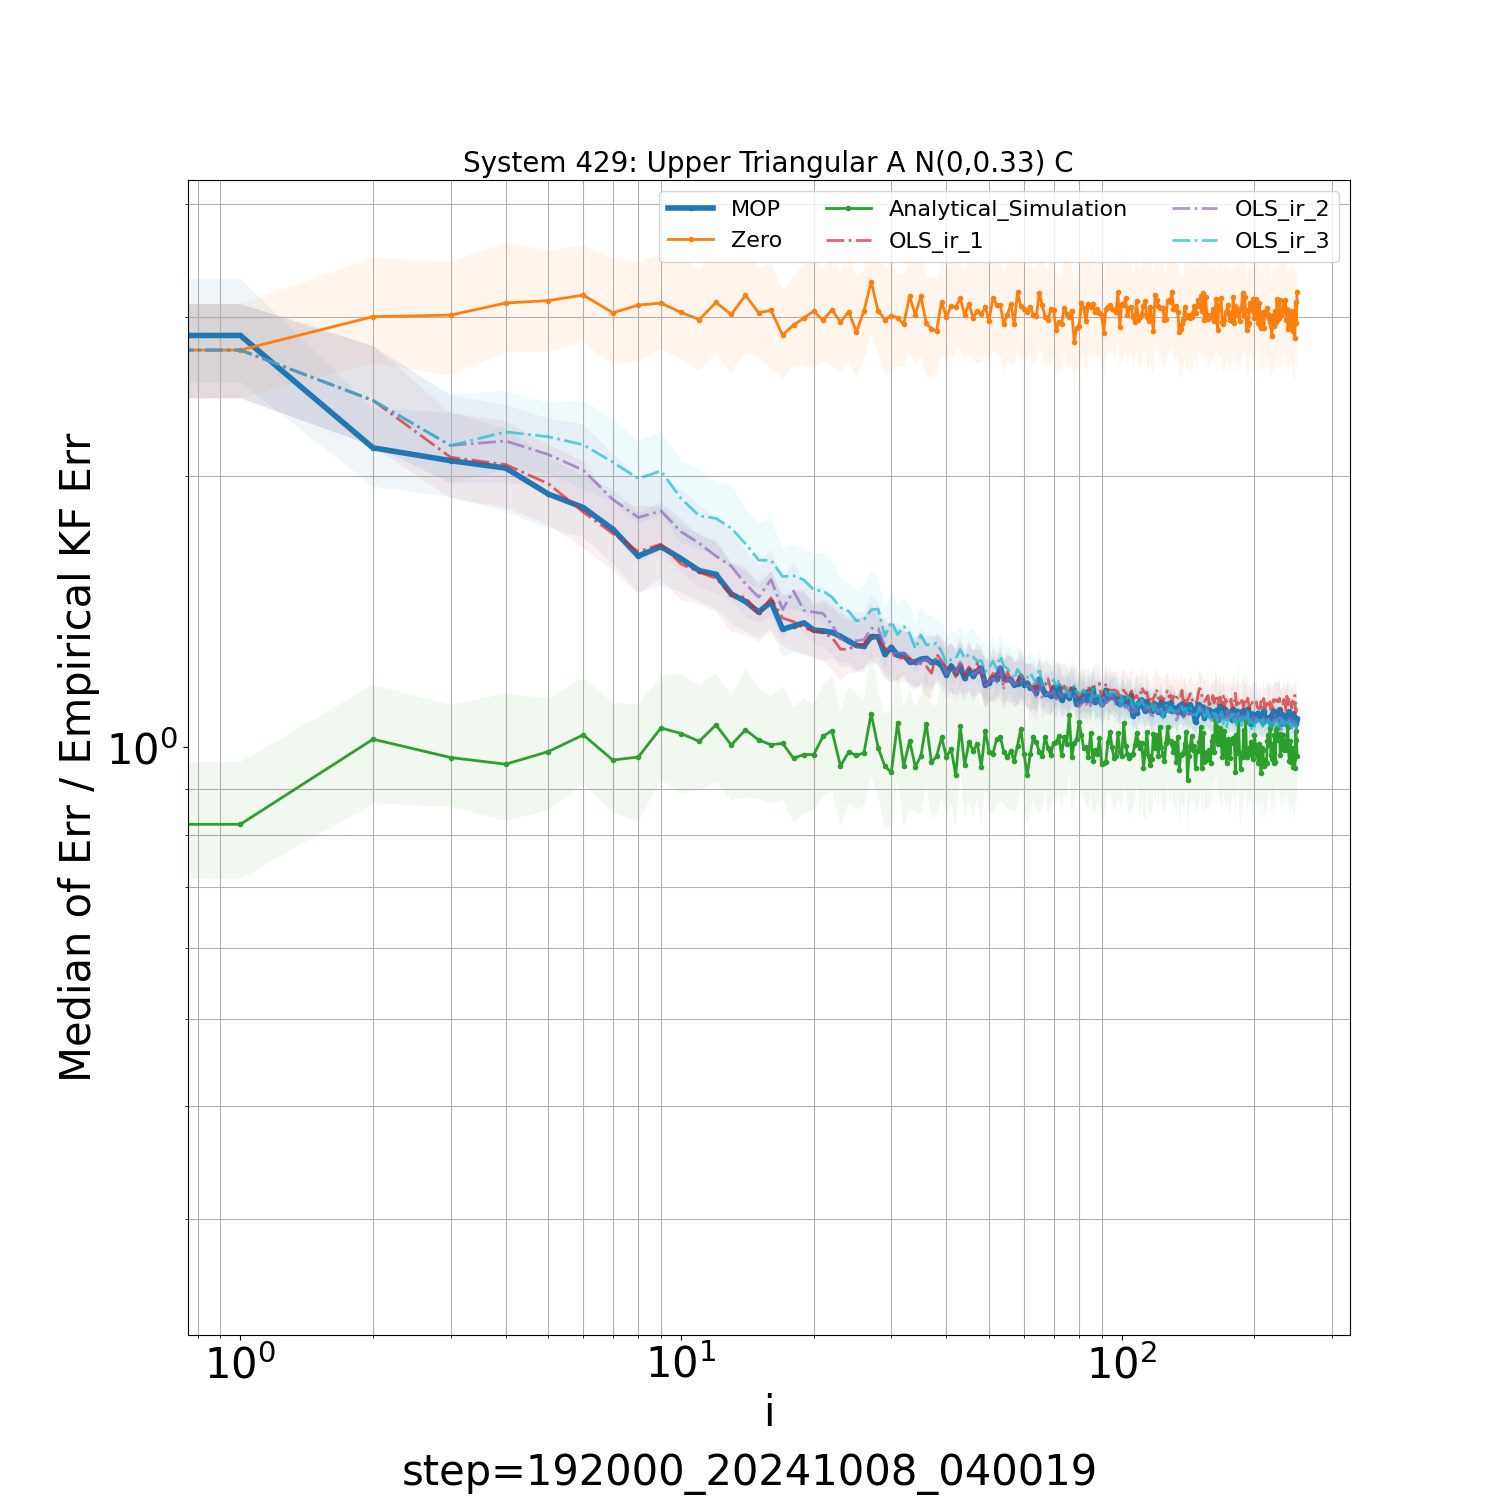 System 429: Upper Triangular A N(0,0.33) C
MOP Analytical_Simulation OLS_ir_2
Zero OLS_ir_1 OLS_ir_3
Median of Err / Empirical KF Err
10⁰
10⁰ 10¹ 10²
i
step=192000_20241008_040019